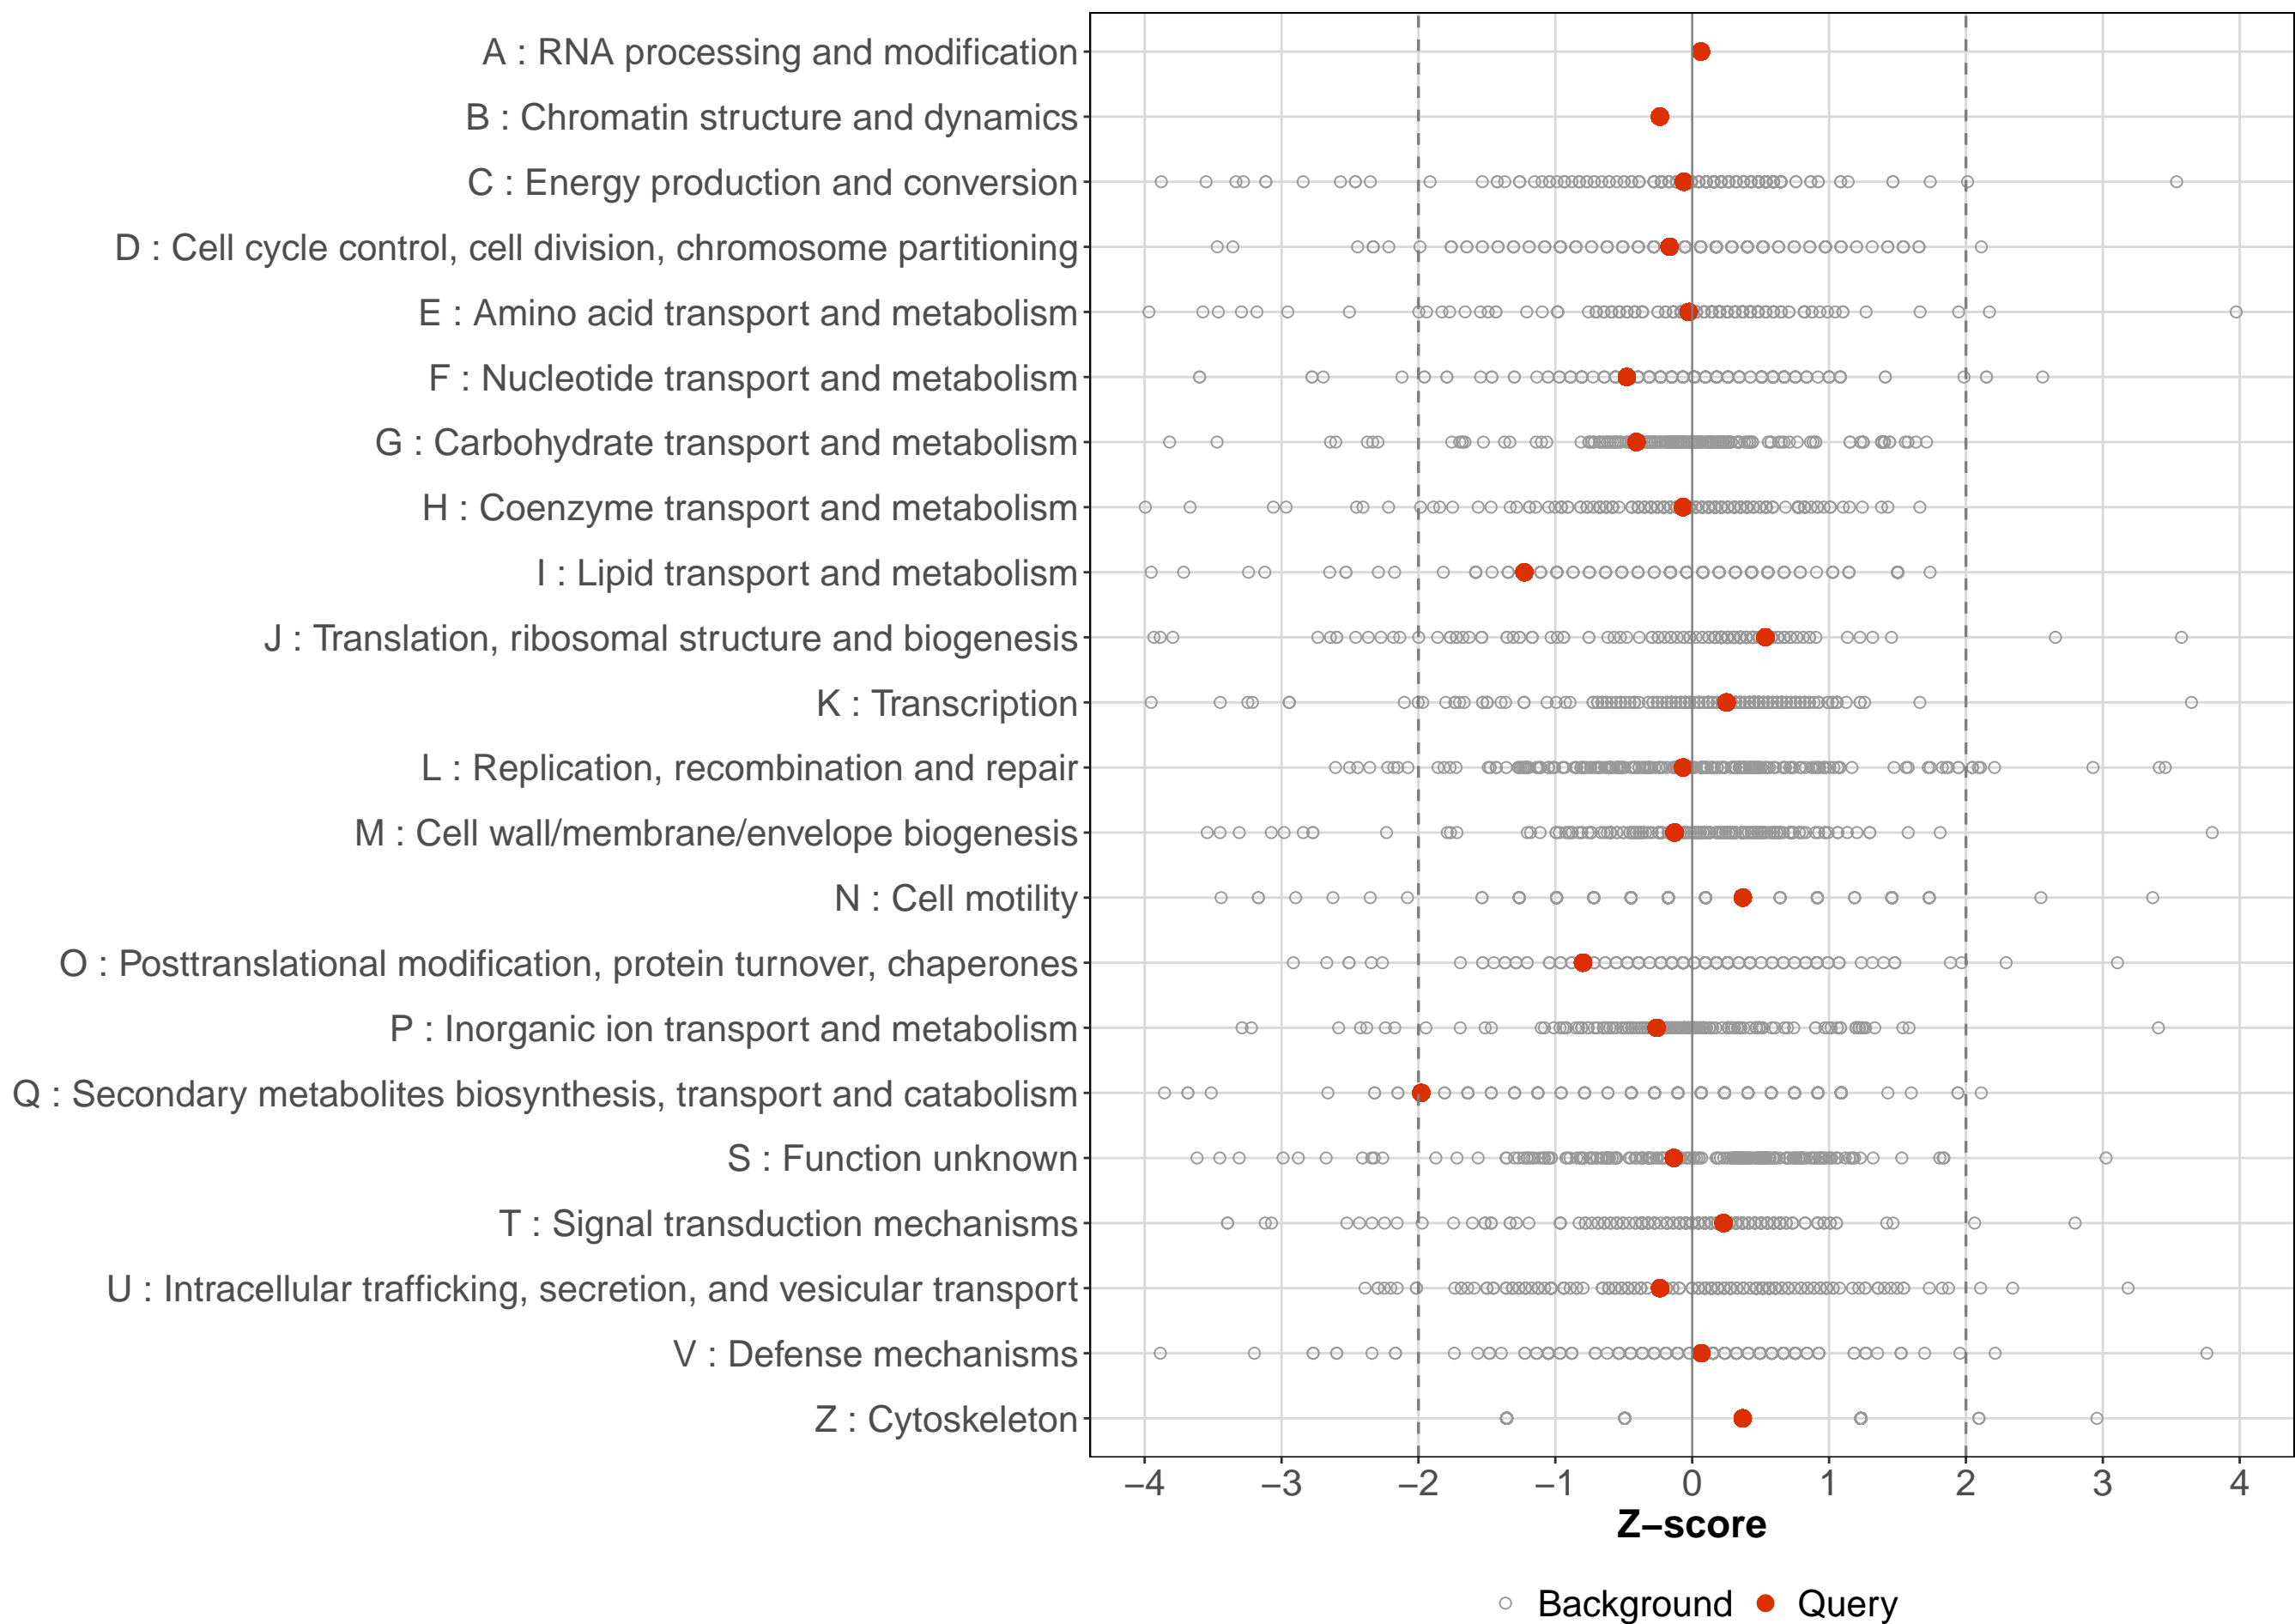 A : RNA processing and modification
B : Chromatin structure and dynamics
C : Energy production and conversion
D : Cell cycle control, cell division, chromosome partitioning
E : Amino acid transport and metabolism
F : Nucleotide transport and metabolism
G : Carbohydrate transport and metabolism
H : Coenzyme transport and metabolism
I : Lipid transport and metabolism
J : Translation, ribosomal structure and biogenesis
K : Transcription
L : Replication, recombination and repair
M : Cell wall/membrane/envelope biogenesis
N : Cell motility
O : Posttranslational modification, protein turnover, chaperones
P : Inorganic ion transport and metabolism
Q : Secondary metabolites biosynthesis, transport and catabolism
S : Function unknown
T : Signal transduction mechanisms
U : Intracellular trafficking, secretion, and vesicular transport
V : Defense mechanisms
Z : Cytoskeleton
−4 −3 −2 −1 0 1 2 3 4
Z−score
Background Query